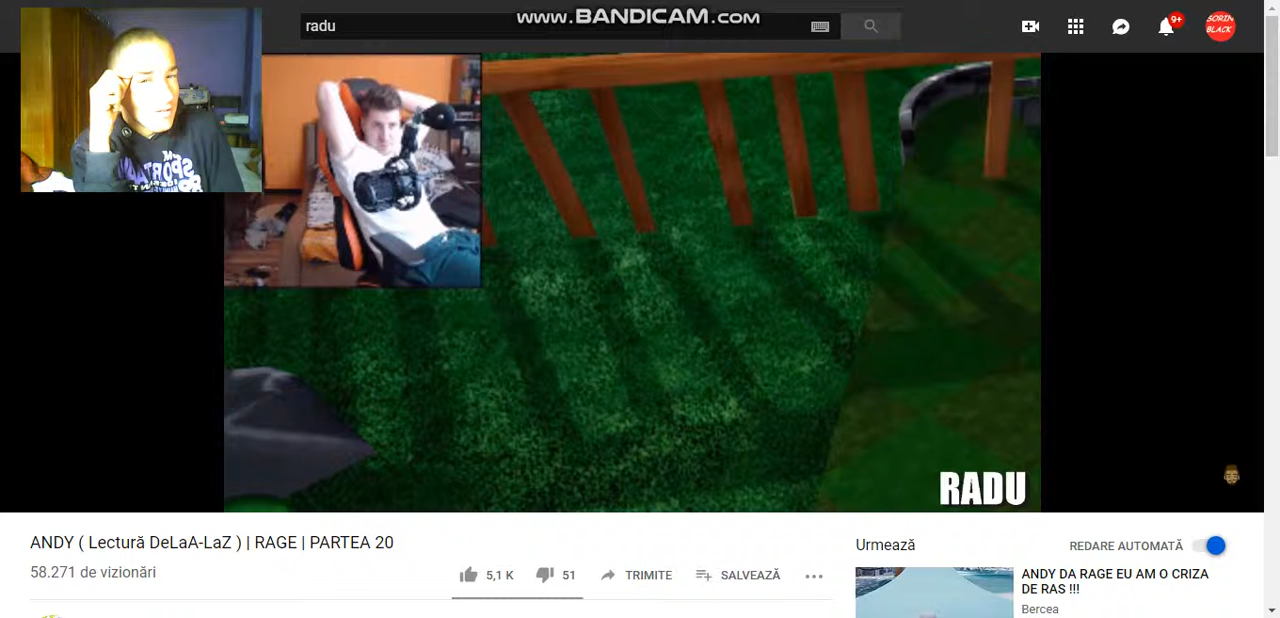 WWW.BANDICAM.COM
radu
9+
SORIN
BLACK
RADU
ANDY ( Lectură DeLaA-LaZ ) | RAGE | PARTEA 20
58.271 de vizionări
5,1 K
51
TRIMITE
SALVEAZĂ
Urmează
REDARE AUTOMATĂ
ANDY DA RAGE EU AM O CRIZA
DE RAS !!!
Bercea